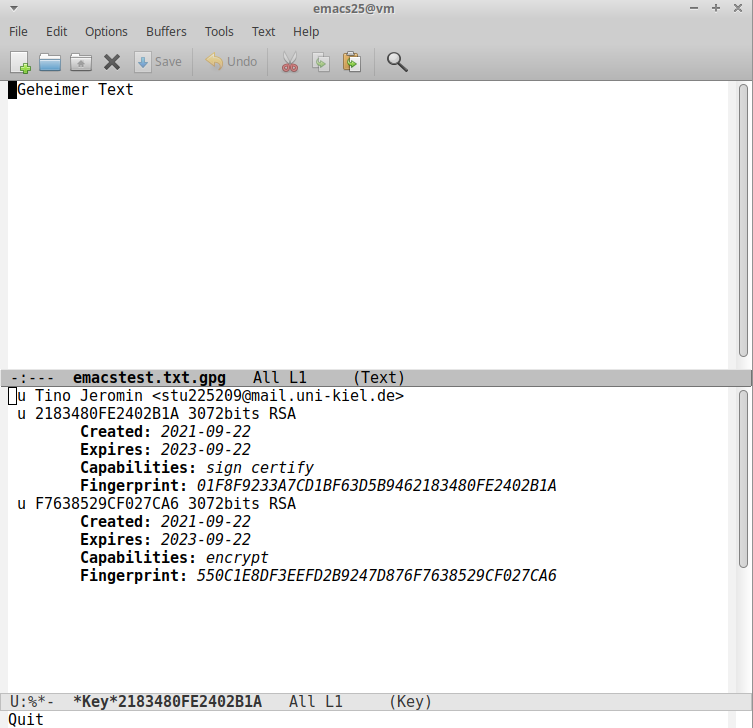 emacs25@vm
File Edit Options Buffers Tools Text Help
Save Undo
Geheimer Text
-:--- emacstest.txt.gpg All L1 (Text)
u Tino Jeromin <stu225209@mail.uni-kiel.de>
u 2183480FE2402B1A 3072bits RSA
Created: 2021-09-22
Expires: 2023-09-22
Capabilities: sign certify
Fingerprint: 01F8F9233A7CD1BF63D5B9462183480FE2402B1A
u F7638529CF027CA6 3072bits RSA
Created: 2021-09-22
Expires: 2023-09-22
Capabilities: encrypt
Fingerprint: 550C1E8DF3EEFD2B9247D876F7638529CF027CA6
U:%*- *Key*2183480FE2402B1A All L1 (Key)
Quit